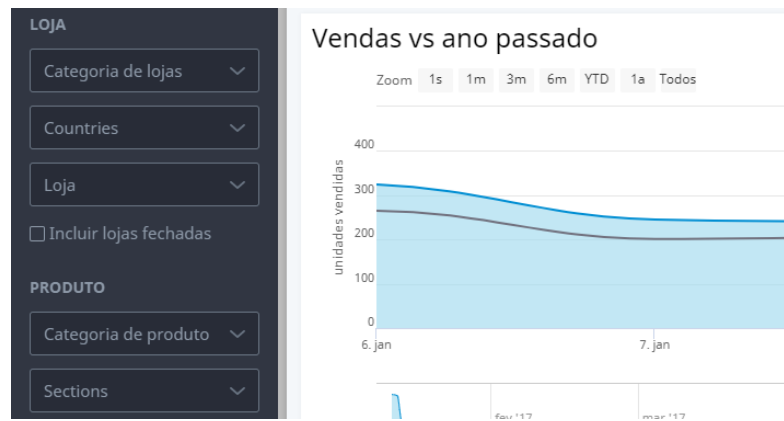 LOJA
Categoria de lojas
Countries
Loja
Incluir lojas fechadas
PRODUTO
Categoria de produto
Sections
Vendas vs ano passado
Zoom 1s 1m 3m 6m YTD 1a Todos
unidades vendidas
400
300
200
100
0
6. jan 7. jan
fev '17 mar '17